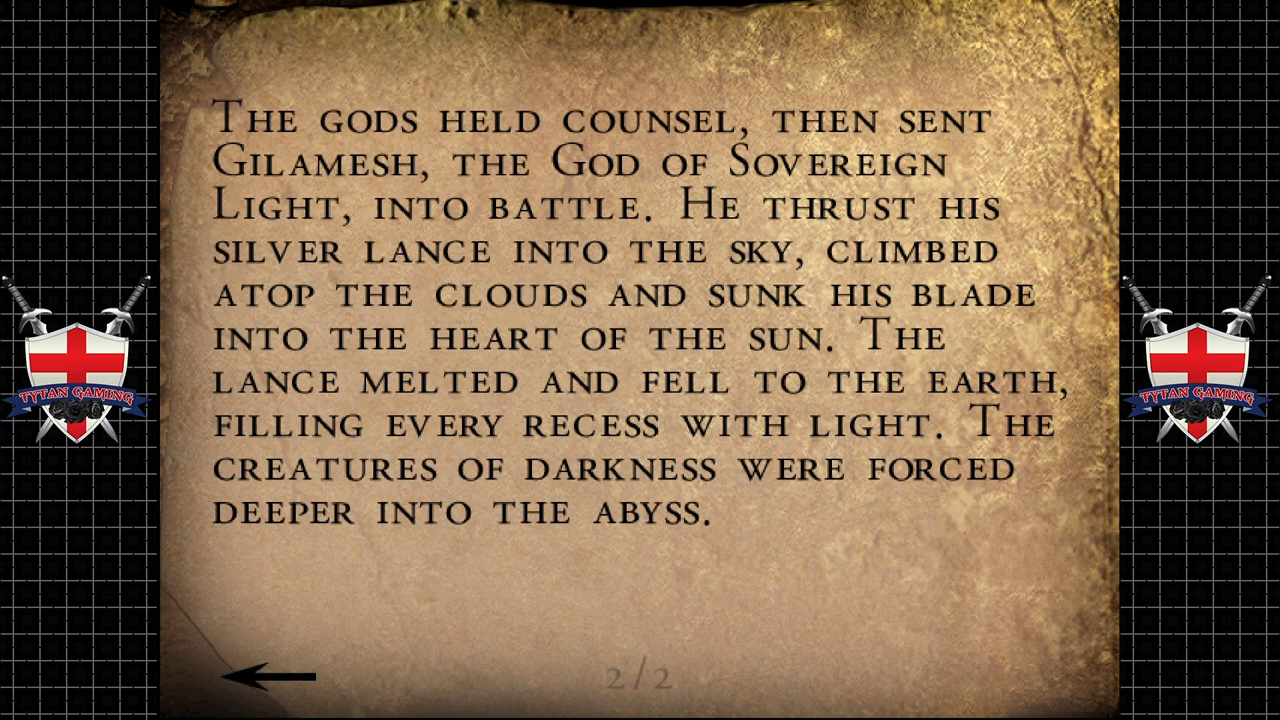 The gods held counsel, then sent
Gilamesh, the God of Sovereign
Light, into battle. He thrust his
silver lance into the sky, climbed
atop the clouds and sunk his blade
into the heart of the sun. The
lance melted and fell to the earth,
filling every recess with light. The
creatures of darkness were forced
deeper into the abyss.
TYTAN GAMING
TYTAN GAMING
2/2